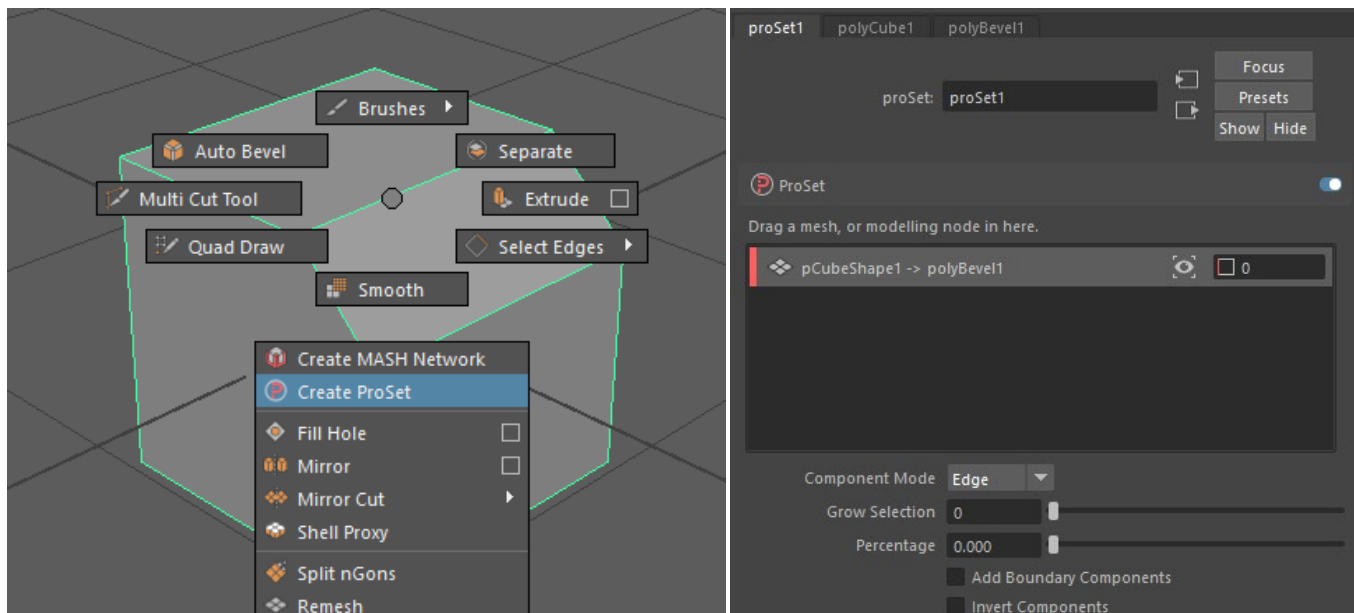 Brushes
Auto Bevel
Separate
Multi Cut Tool
Extrude
Quad Draw
Select Edges
Smooth
Create MASH Network
Create ProSet
Fill Hole
Mirror
Mirror Cut
Shell Proxy
Split nGons
Remesh
proSet1 polyCube1 polyBevel1
Focus
proSet: proSet1
Presets
Show Hide
ProSet
Drag a mesh, or modelling node in here.
pCubeShape1 -> polyBevel1 0
Component Mode Edge
Grow Selection 0
Percentage 0.000
Add Boundary Components
Invert Components